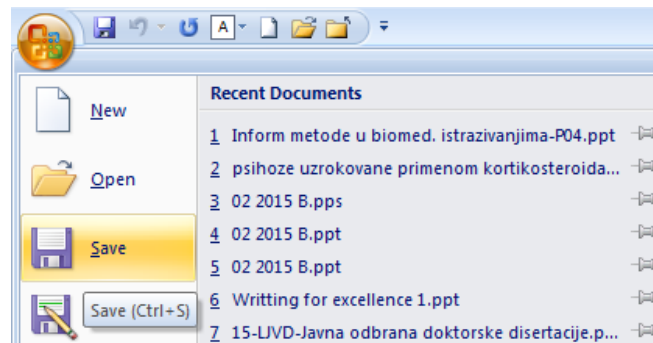 A
Recent Documents
New
1 Inform metode u biomed. istrazivanjima-P04.ppt
2 psihoze uzrokovane primenom kortikosteroida...
Open
3 02 2015 B.pps
4 02 2015 B.ppt
Save
5 02 2015 B.ppt
6 Writting for excellence 1.ppt
Save (Ctrl+S)
7 15-LJVD-Javna odbrana doktorske disertacije.p...